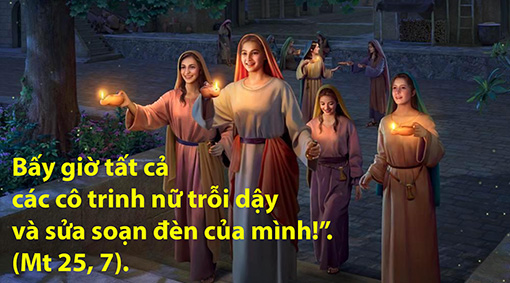 Bấy giờ tất cả
các cô trinh nữ trỗi dậy
và sửa soạn đèn của mình!”.
(Mt 25, 7).